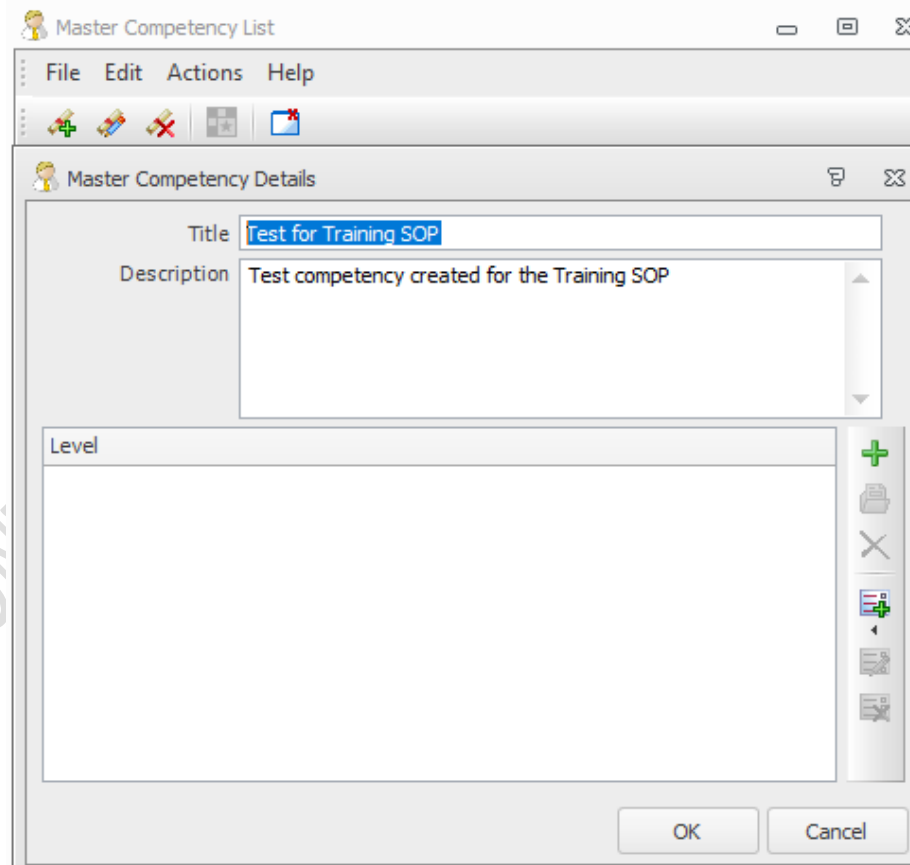 Master Competency List
File Edit Actions Help
Master Competency Details
Title Test for Training SOP
Description Test competency created for the Training SOP
Level
OK Cancel